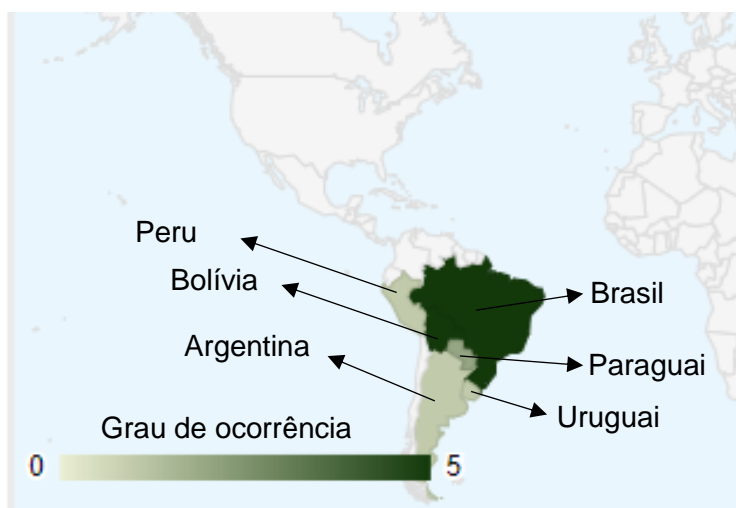 Peru
Bolívia
Brasil
Argentina
Paraguai
Uruguai
Grau de ocorrência
0
5